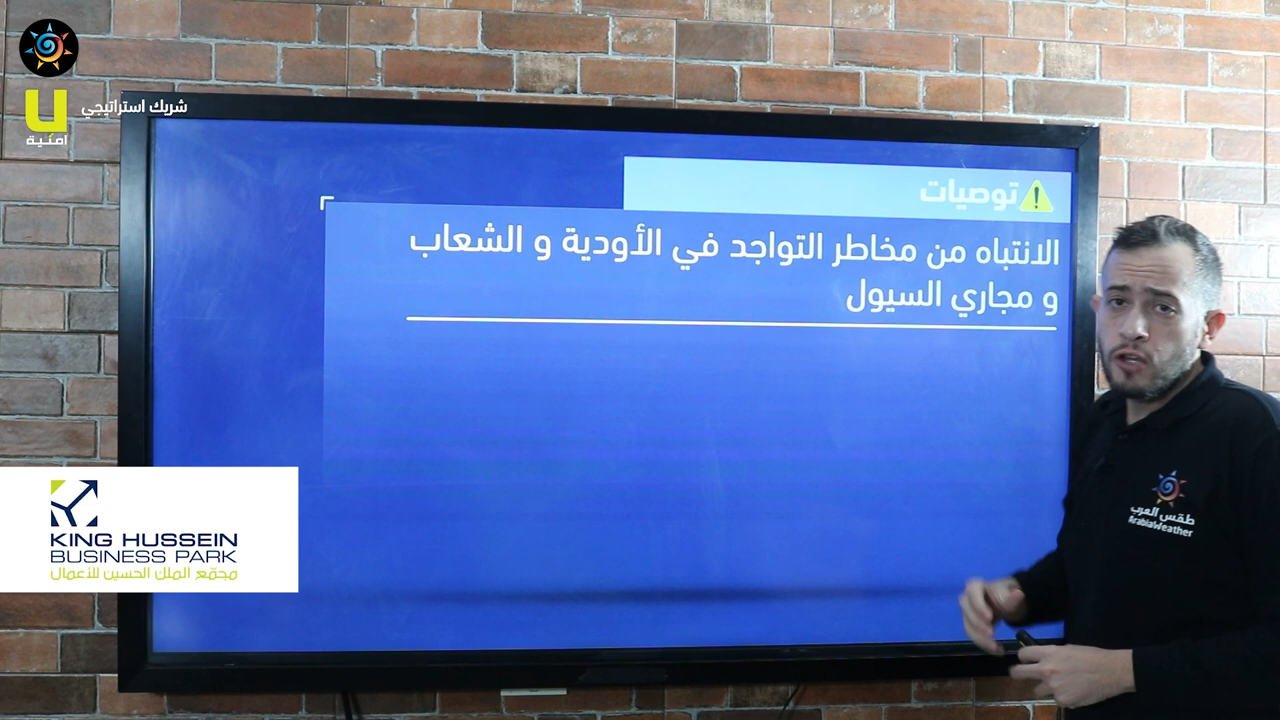 شريك استراتيجي
U
أمنية
توصيات
الانتباه من مخاطر التواجد في الأودية و الشعاب
و مجاري السيول
KING HUSSEIN
BUSINESS PARK
مجمّع الملك الحسين للأعمال
طقس العرب
ArabiaWeather